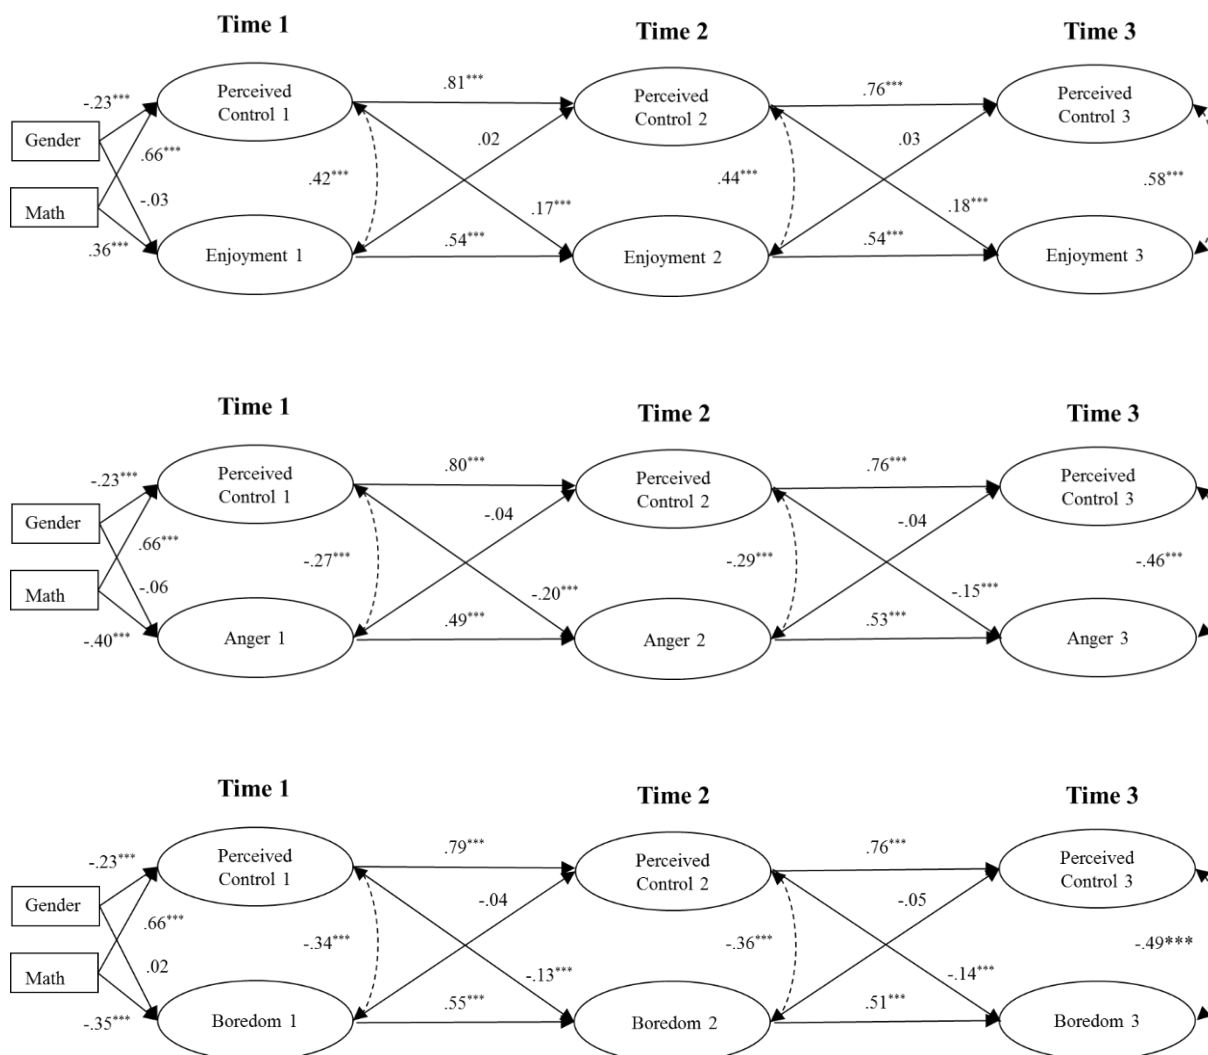 Time 1
Time 2
Time 3
Perceived
Control 1
Perceived
Control 2
Perceived
Control 3
-.23***
.81***
.76***
Gender
.66***
.02
.03
.42***
.44***
.58***
Math
-.03
.17***
.18***
.36***
Enjoyment 1
.54***
Enjoyment 2
.54***
Enjoyment 3
Time 1
Time 2
Time 3
Perceived
Control 1
Perceived
Control 2
Perceived
Control 3
-.23***
.80***
.76***
Gender
.66***
-.04
-.04
-.27***
-.29***
-.46***
Math
-.06
-.20***
-.15***
-.40***
Anger 1
.49***
Anger 2
.53***
Anger 3
Time 1
Time 2
Time 3
Perceived
Control 1
Perceived
Control 2
Perceived
Control 3
-.23***
.79***
.76***
Gender
.66***
-.04
-.05
-.34***
-.36***
-.49***
Math
.02
-.13***
-.14***
-.35***
Boredom 1
.55***
Boredom 2
.51***
Boredom 3